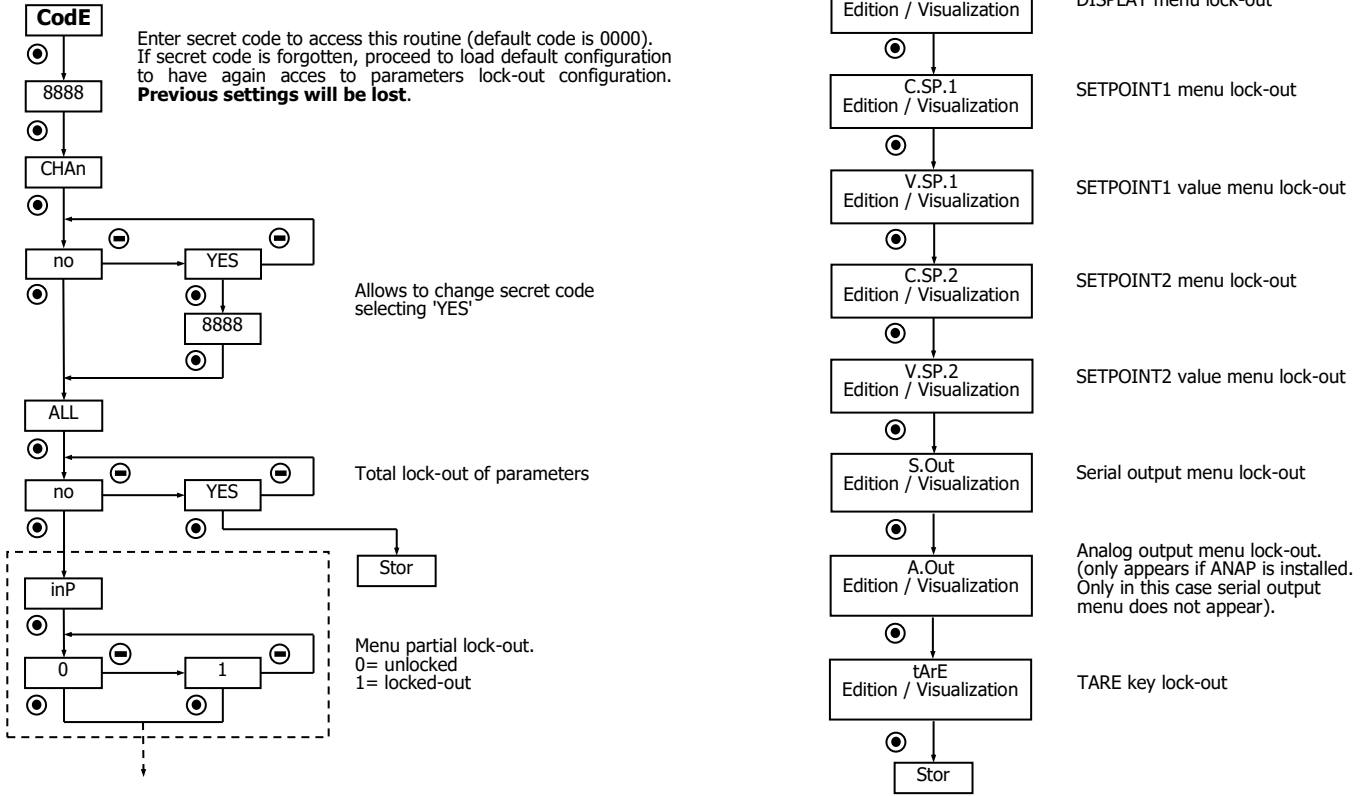 CodE
Enter secret code to access this routine (default code is 0000).
If secret code is forgotten, proceed to load default configuration
to have again acces to parameters lock-out configuration.
Previous settings will be lost.
8888
CHAn
no
YES
Allows to change secret code
selecting 'YES'
8888
ALL
no
YES
Total lock-out of parameters
Stor
inP
0
1
Menu partial lock-out.
0= unlocked
1= locked-out
Edition / Visualization
DISPLAY menu lock-out
C.SP.1
Edition / Visualization
SETPOINT1 menu lock-out
V.SP.1
Edition / Visualization
SETPOINT1 value menu lock-out
C.SP.2
Edition / Visualization
SETPOINT2 menu lock-out
V.SP.2
Edition / Visualization
SETPOINT2 value menu lock-out
S.Out
Edition / Visualization
Serial output menu lock-out
A.Out
Edition / Visualization
Analog output menu lock-out.
(only appears if ANAP is installed.
Only in this case serial output
menu does not appear).
tArE
Edition / Visualization
TARE key lock-out
Stor